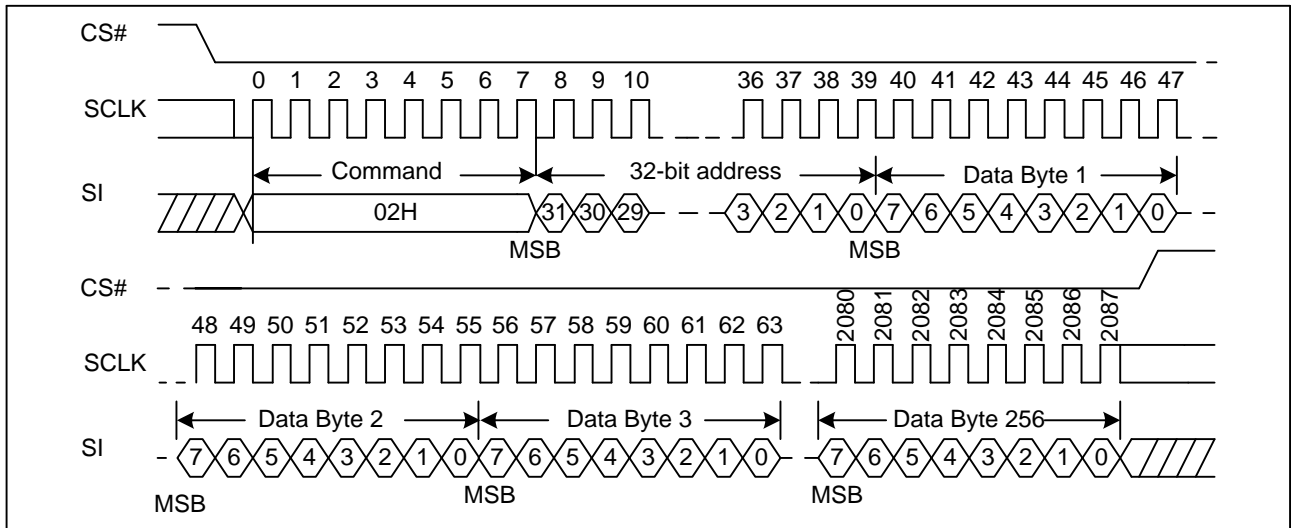 CS#
0 1 2 3 4 5 6 7 8 9 10 36 37 38 39 40 41 42 43 44 45 46 47
SCLK
Command 32-bit address Data Byte 1
SI
02H 31 30 29 3 2 1 0 7 6 5 4 3 2 1 0
MSB MSB
CS#
48 49 50 51 52 53 54 55 56 57 58 59 60 61 62 63 2080 2081 2082 2083 2084 2085 2086 2087
SCLK
Data Byte 2 Data Byte 3 Data Byte 256
SI
7 6 5 4 3 2 1 0 7 6 5 4 3 2 1 0 7 6 5 4 3 2 1 0
MSB MSB MSB